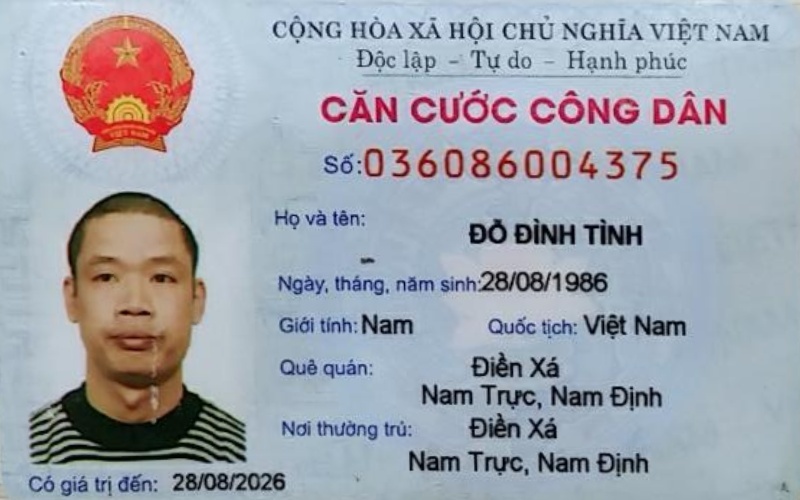 CỘNG HÒA XÃ HỘI CHỦ NGHĨA VIỆT NAM
Độc lập - Tự do - Hạnh phúc
CĂN CƯỚC CÔNG DÂN
Số: 036086004375
Họ và tên:
ĐỖ ĐÌNH TÌNH
Ngày, tháng, năm sinh: 28/08/1986
Giới tính: Nam Quốc tịch: Việt Nam
Quê quán: Điền Xá
Nam Trực, Nam Định
Nơi thường trủ: Điền Xá
Nam Trực, Nam Định
Có giá trị đến: 28/08/2026
VIỆT NAM